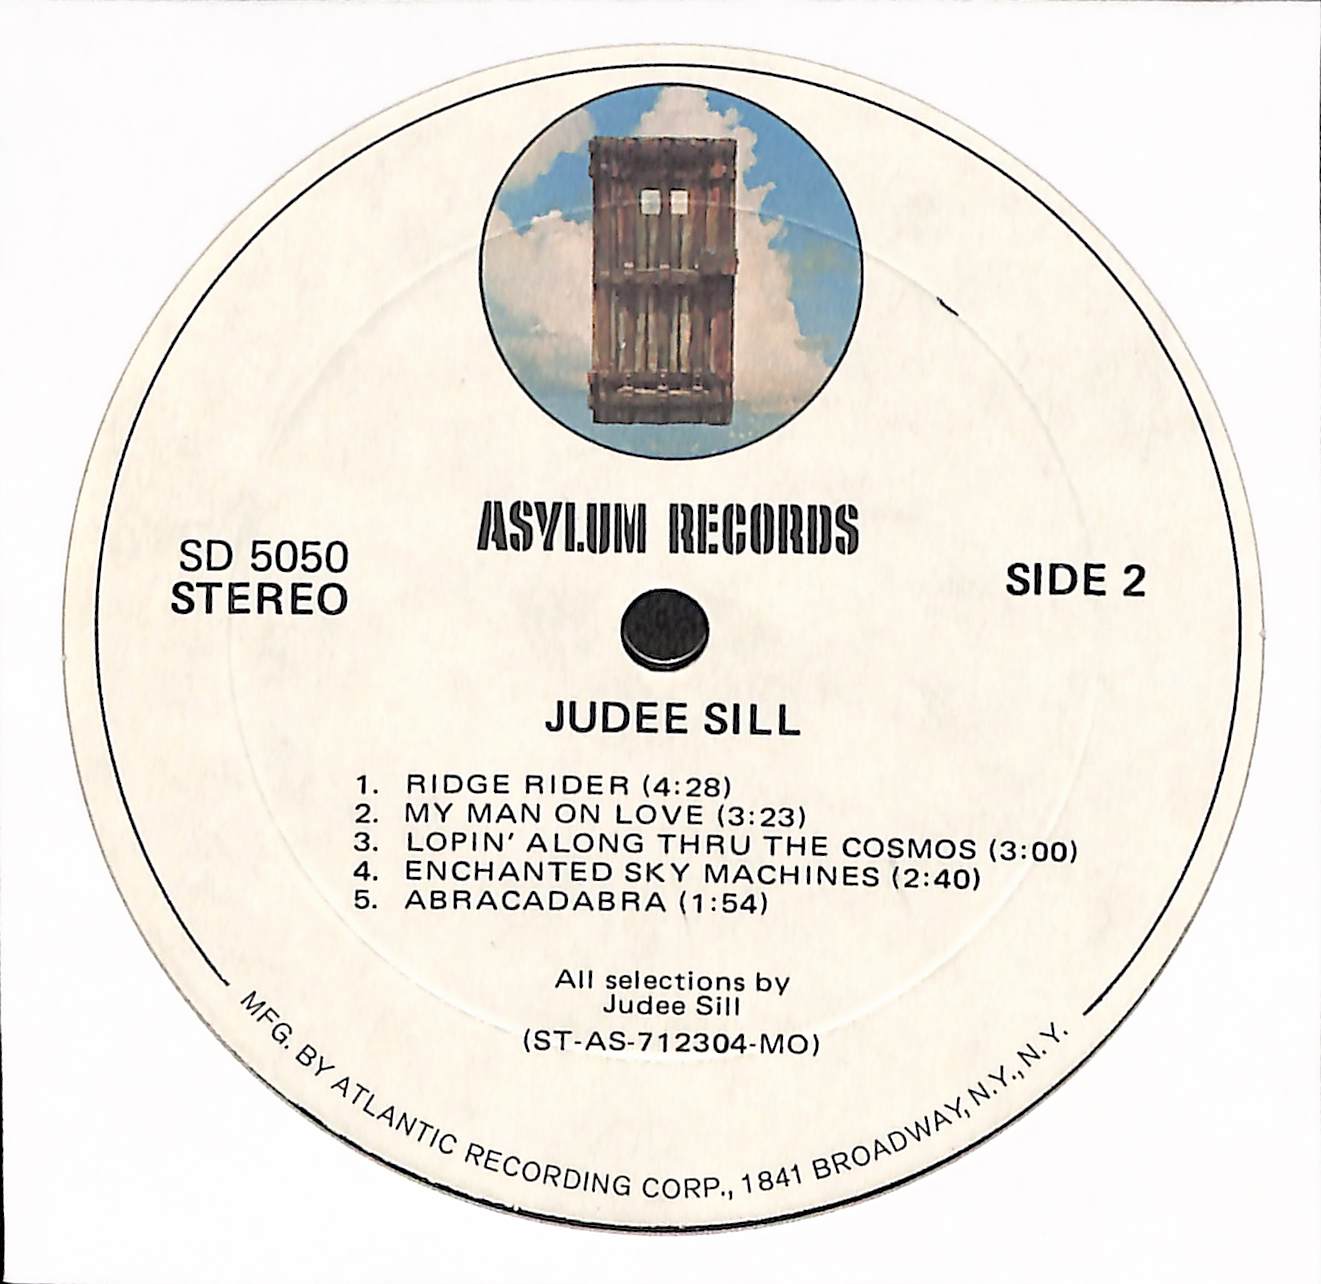 ASYLUM RECORDS
SD 5050
STEREO
SIDE 2
JUDEE SILL
1. RIDGE RIDER (4:28)
2. MY MAN ON LOVE (3:23)
3. LOPIN' ALONG THRU THE COSMOS (3:00)
4. ENCHANTED SKY MACHINES (2:40)
5. ABRACADABRA (1:54)
All selections by
Judee Sill
(ST-AS-712304-MO)
MFG. BY ATLANTIC RECORDING CORP., 1841 BROADWAY, N.Y., N.Y.